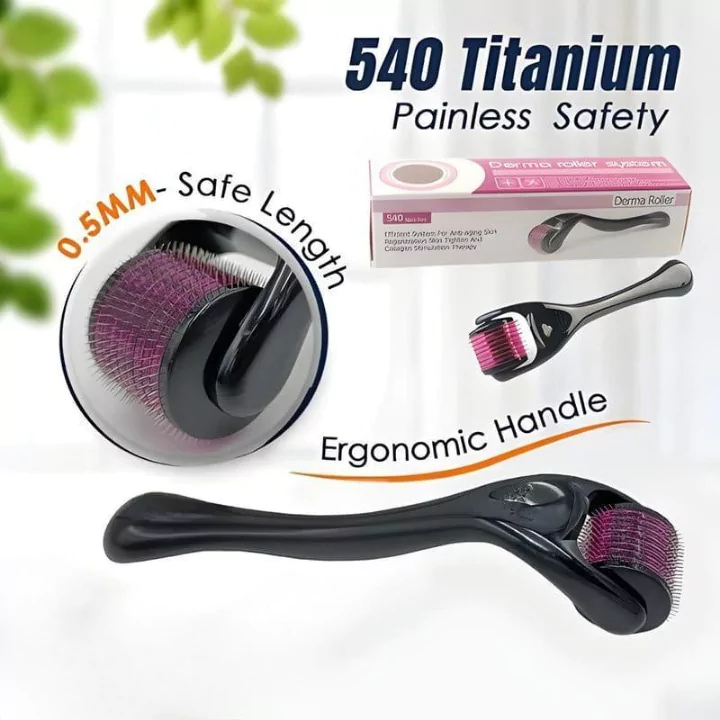 540 Titanium
Painless Safety
0.5MM- Safe Length
Derma roller system
Derma Roller
540
Efficient System For Anti-aging Skin
Regeneration Skin Tighten And
Collagen Stimulation Therapy
Ergonomic Handle